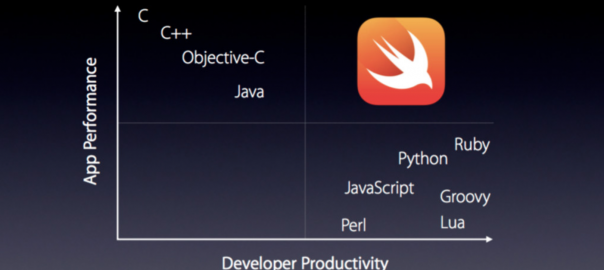 C
C++
Objective-C
Java
Ruby
Python
JavaScript
Groovy
Perl
Lua
App Performance
Developer Productivity